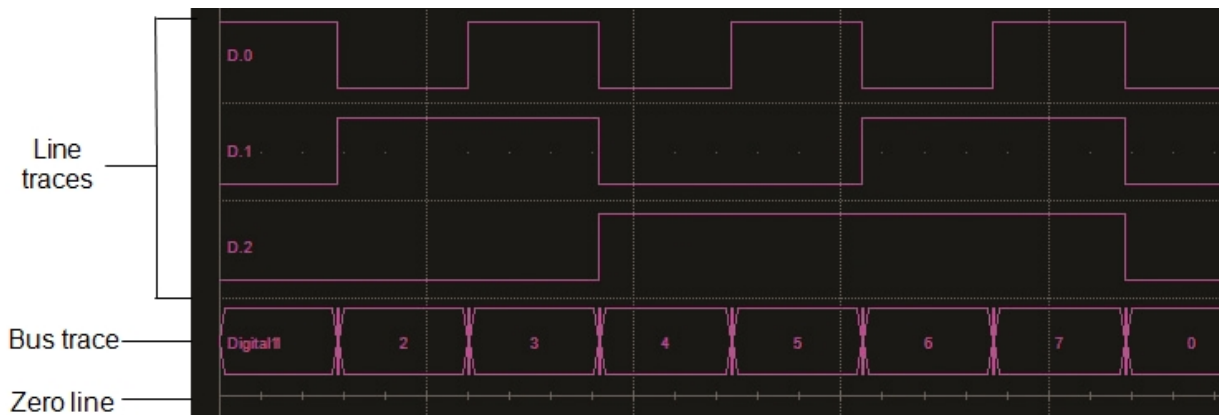 D.0
D.1
Line
traces
D.2
Bus trace
Digital1
2
3
4
5
6
7
0
Zero line